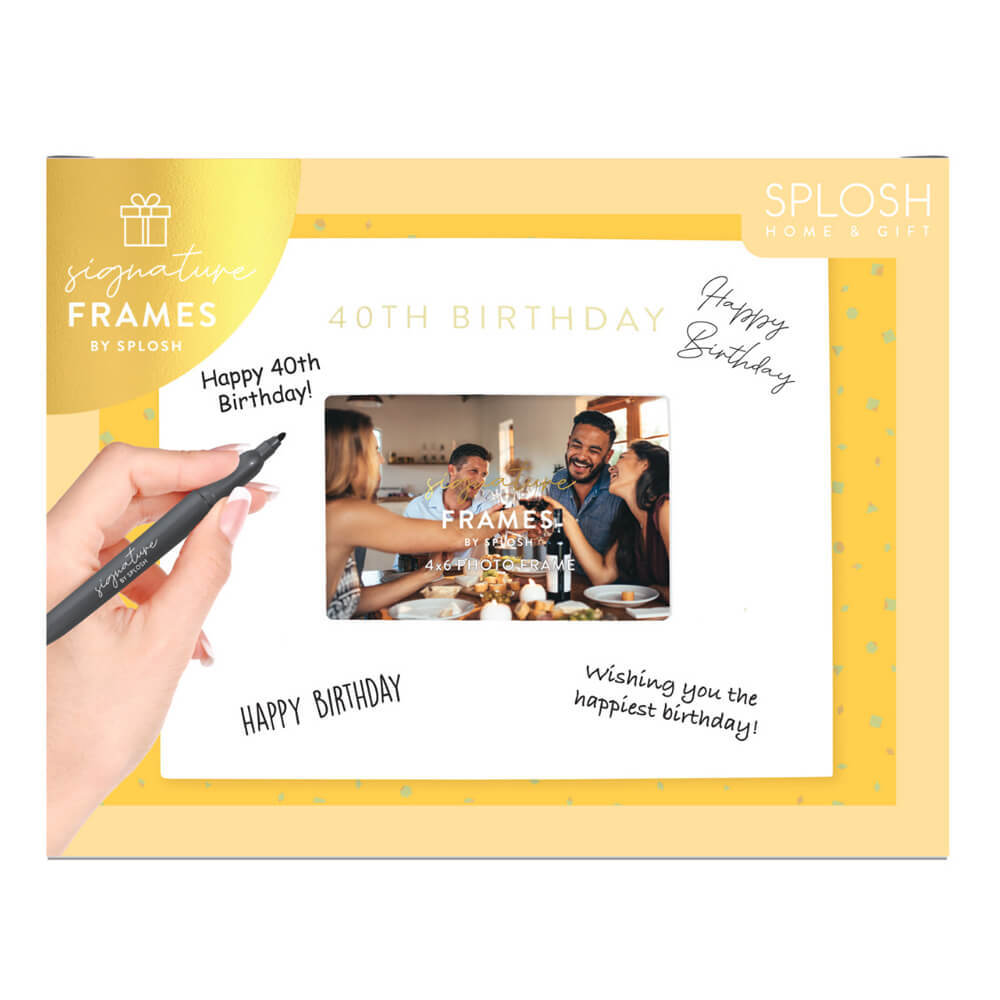 signature
FRAMES
BY SPLOSH
SPLOSH
HOME & GIFT
40TH BIRTHDAY
Happy
Birthday
Happy 40th
Birthday!
signature
FRAMES
BY SPLOSH
4x6 PHOTO FRAME
signature
BY SPLOSH
HAPPY BIRTHDAY
Wishing you the
happiest birthday!